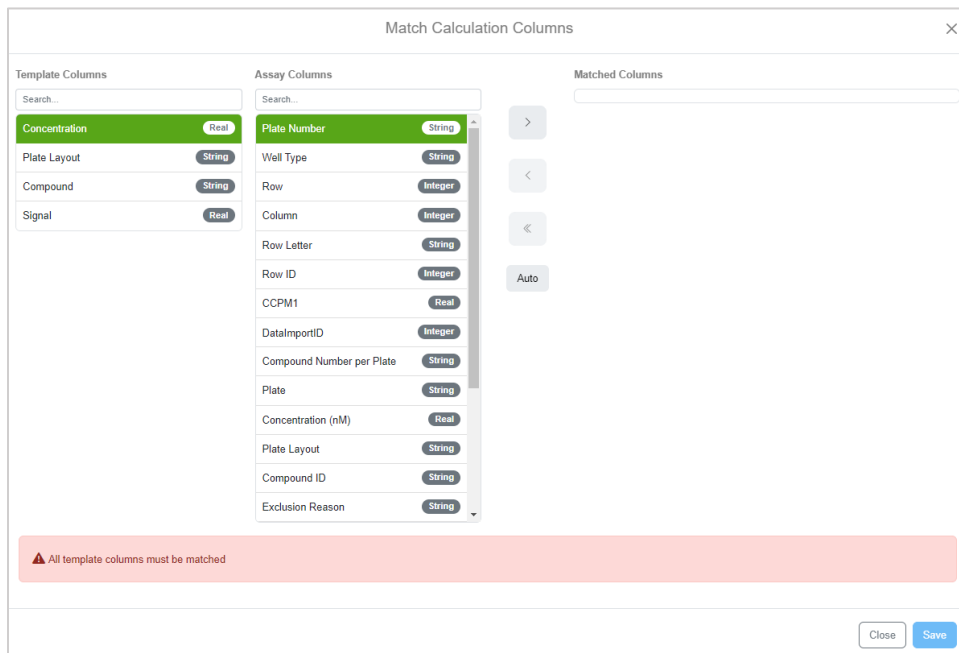 Match Calculation Columns
Template Columns
Search...
Concentration Real
Plate Layout String
Compound String
Signal Real
Assay Columns
Search...
Plate Number String
Well Type String
Row Integer
Column Integer
Row Letter String
Row ID Integer
CCPM1 Real
DataImportID Integer
Compound Number per Plate String
Plate String
Concentration (nM) Real
Plate Layout String
Compound ID String
Exclusion Reason String
Auto
Matched Columns
All template columns must be matched
Close
Save